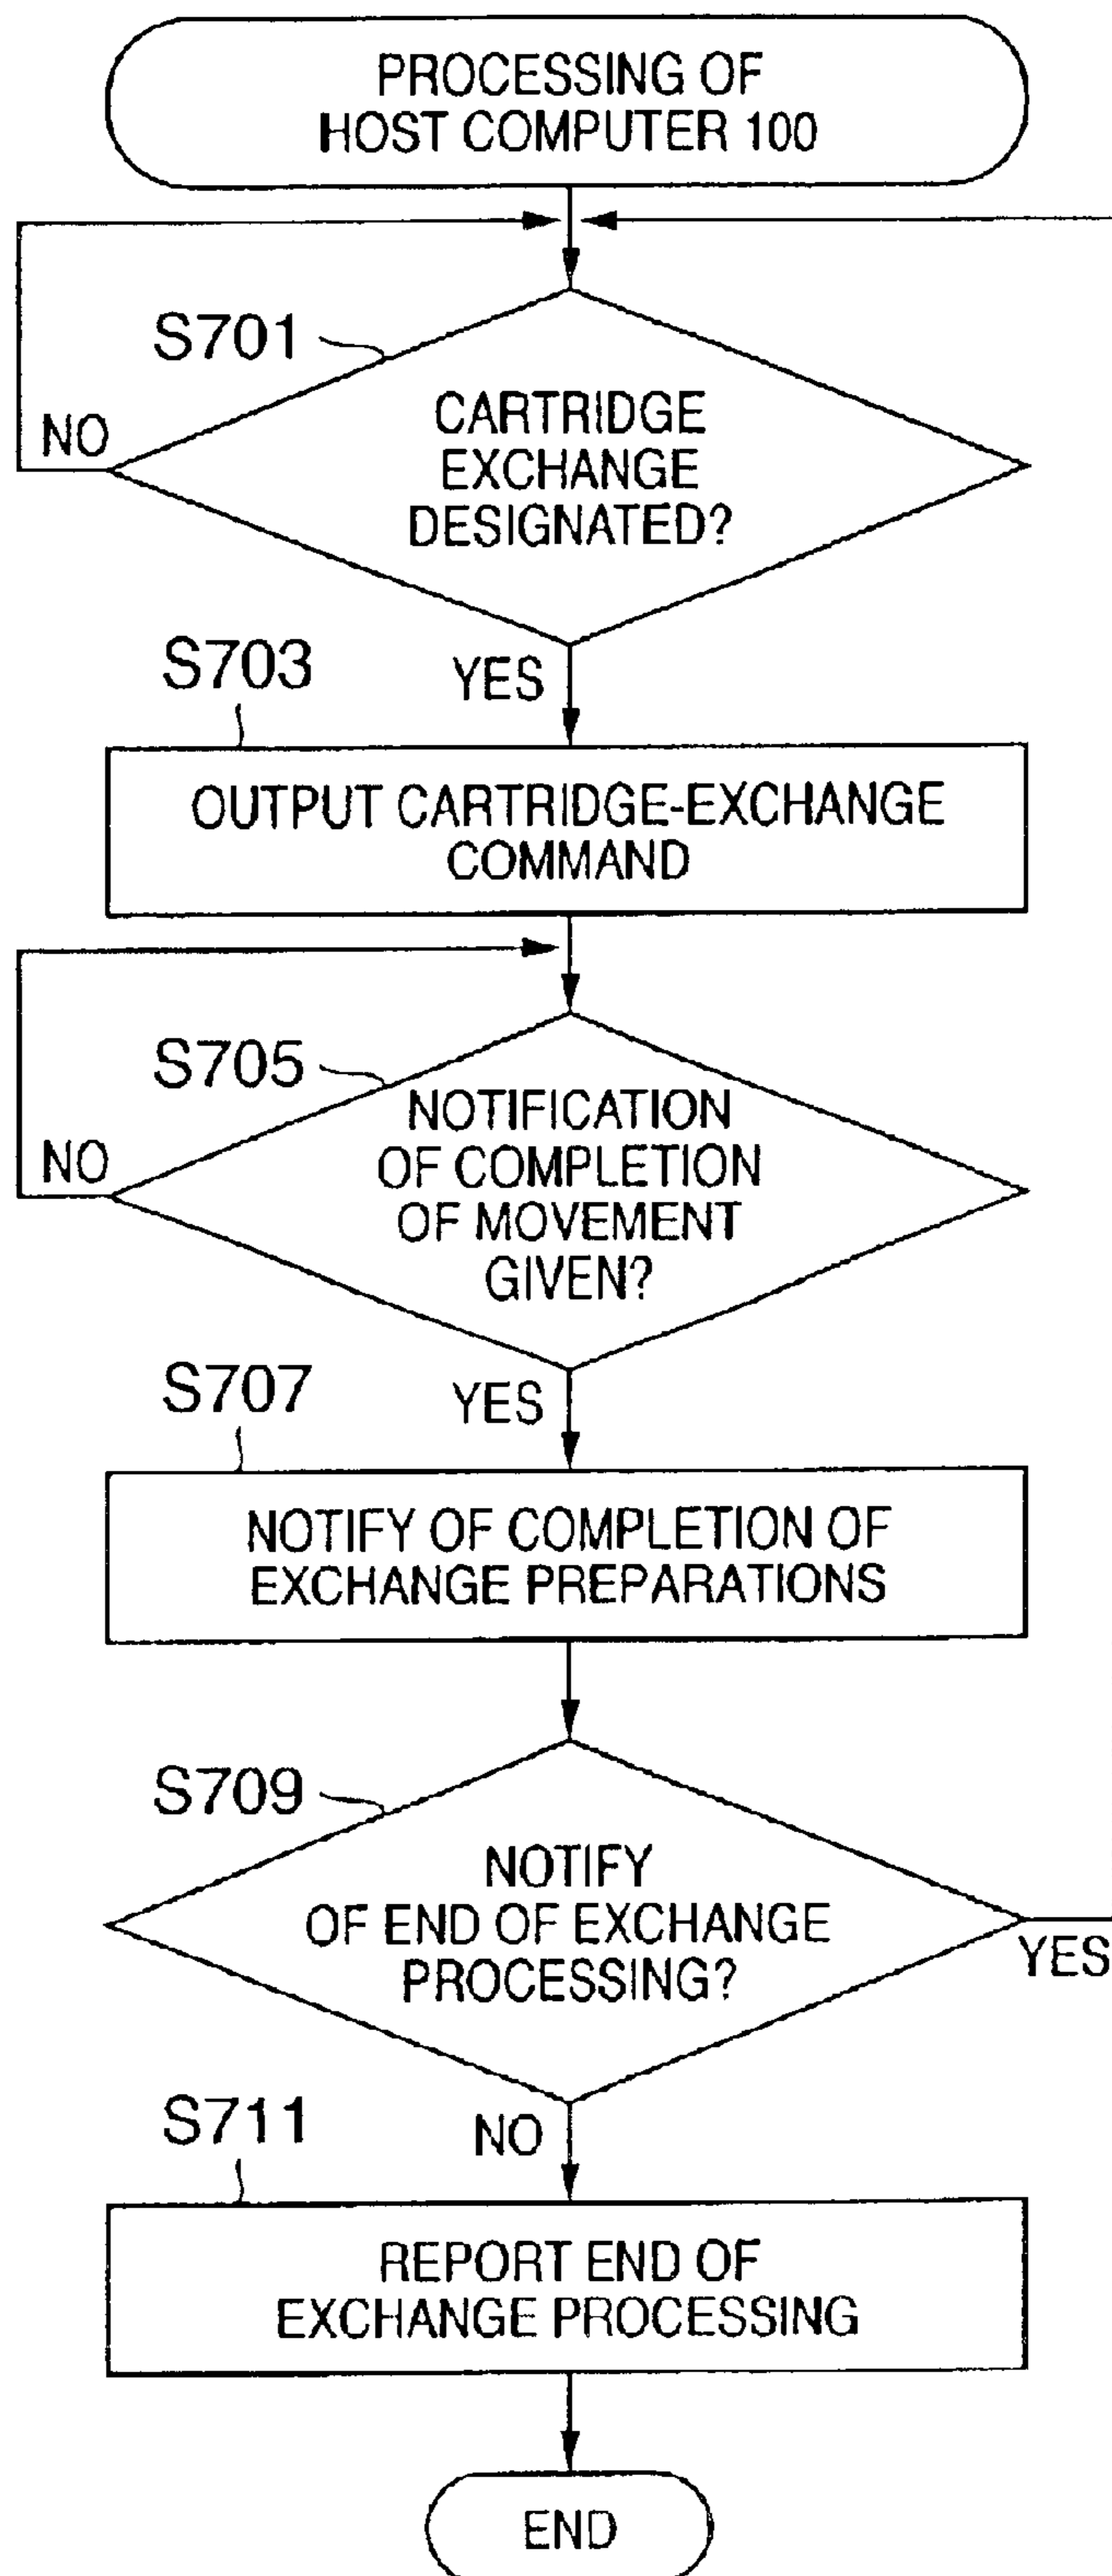 PROCESSING OF
HOST COMPUTER 100
S701
CARTRIDGE
EXCHANGE
DESIGNATED?
NO
YES
S703
OUTPUT CARTRIDGE-EXCHANGE
COMMAND
S705
NOTIFICATION
OF COMPLETION
OF MOVEMENT
GIVEN?
NO
YES
S707
NOTIFY OF COMPLETION OF
EXCHANGE PREPARATIONS
S709
NOTIFY
OF END OF EXCHANGE
PROCESSING?
YES
NO
S711
REPORT END OF
EXCHANGE PROCESSING
END